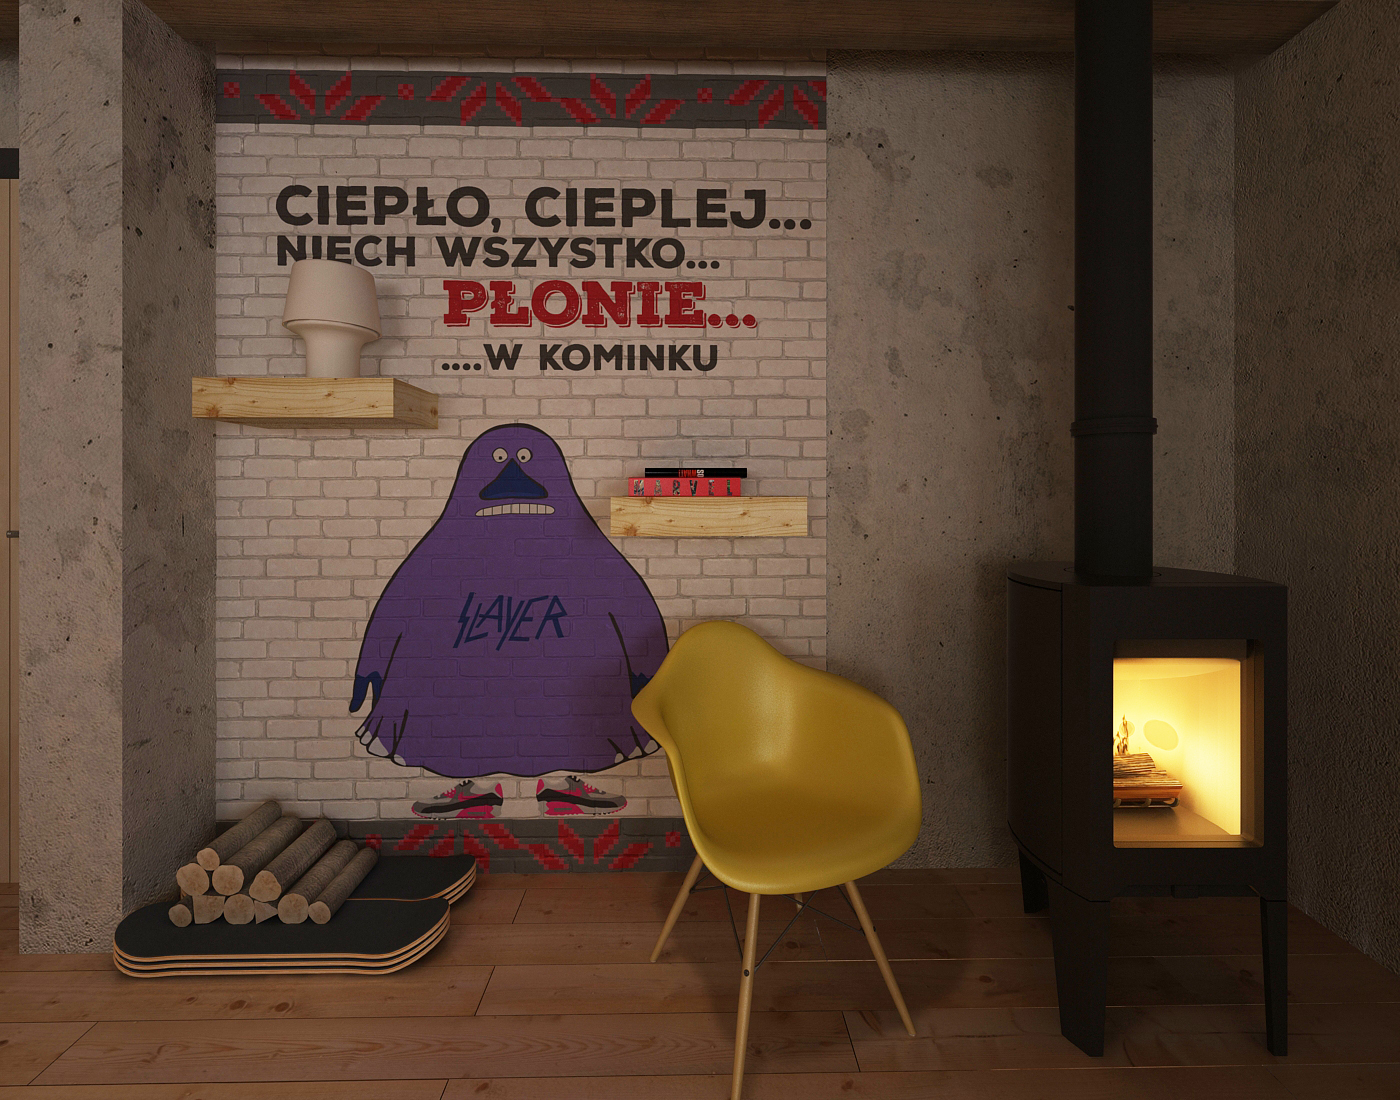 CIEPŁO, CIEPLEJ...
NIECH WSZYSTKO...
PŁONIE...
....W KOMINKU
MARVEL
SLAYER